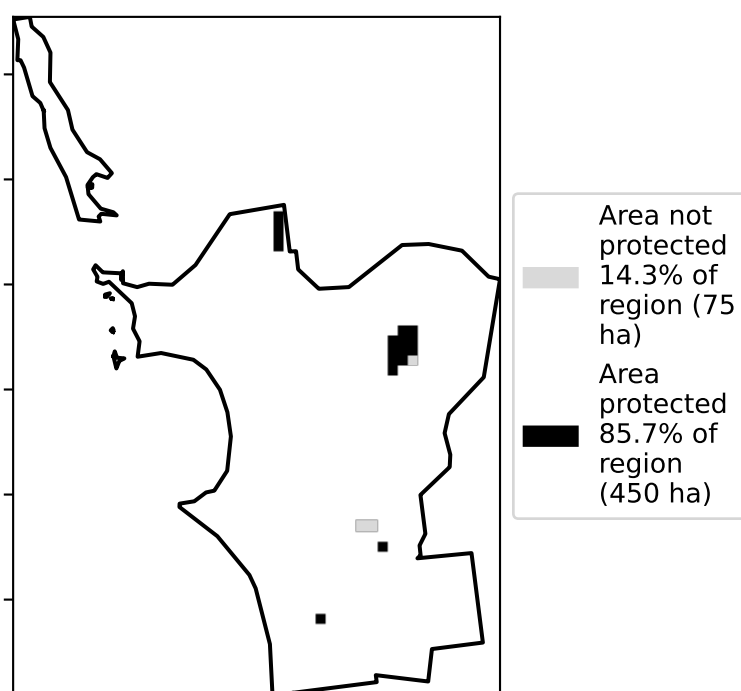 Area not
protected
14.3% of
region (75
ha)
Area
protected
85.7% of
region
(450 ha)